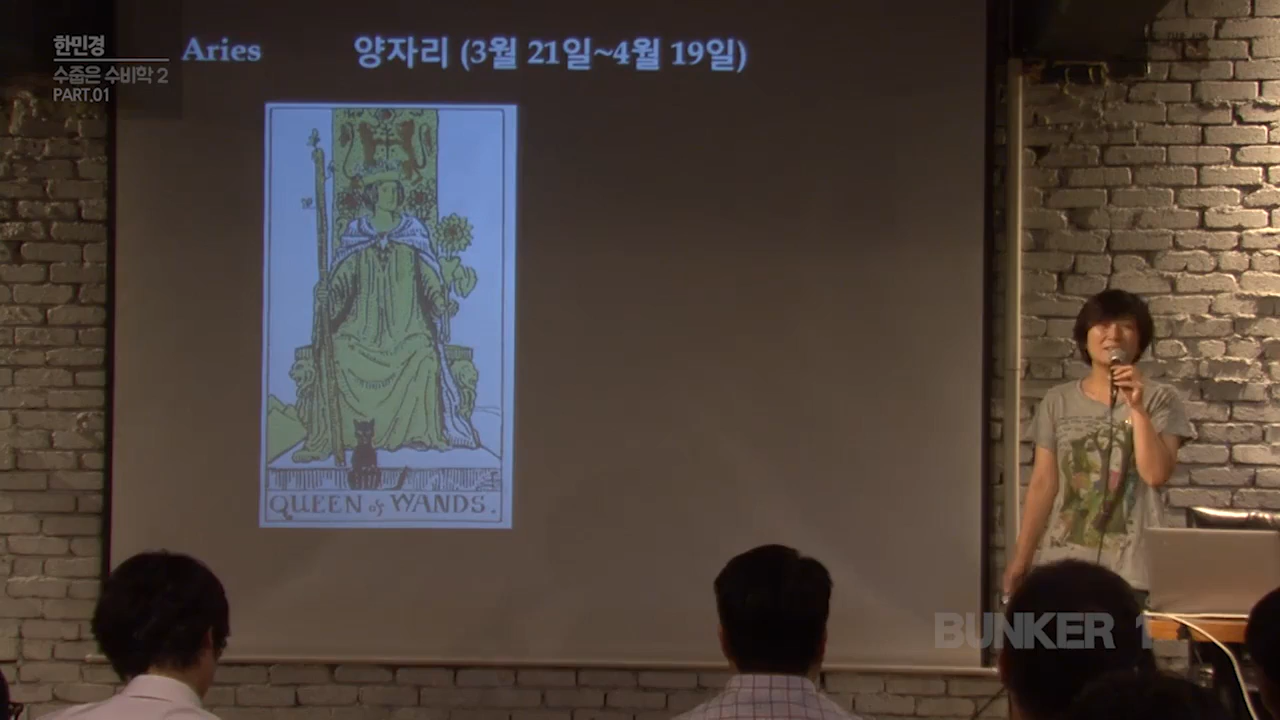 한민경
수줍은 수비학 2
PART.01
Aries 양자리 (3월 21일~4월 19일)
QUEEN of WANDS.
BUNKER 1